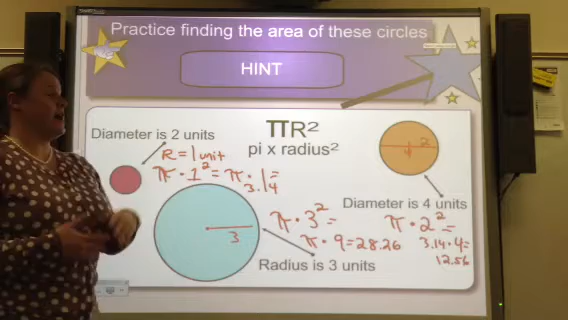 Practice finding the area of these circles
HINT
πR²
pi x radius²
Diameter is 2 units
R = 1 unit
π · 1² = π · 1 =
3.14
2
4
Diameter is 4 units
π · 2² =
3.14 · 4 =
12.56
π · 3² =
π · 9 = 28.26
3
Radius is 3 units